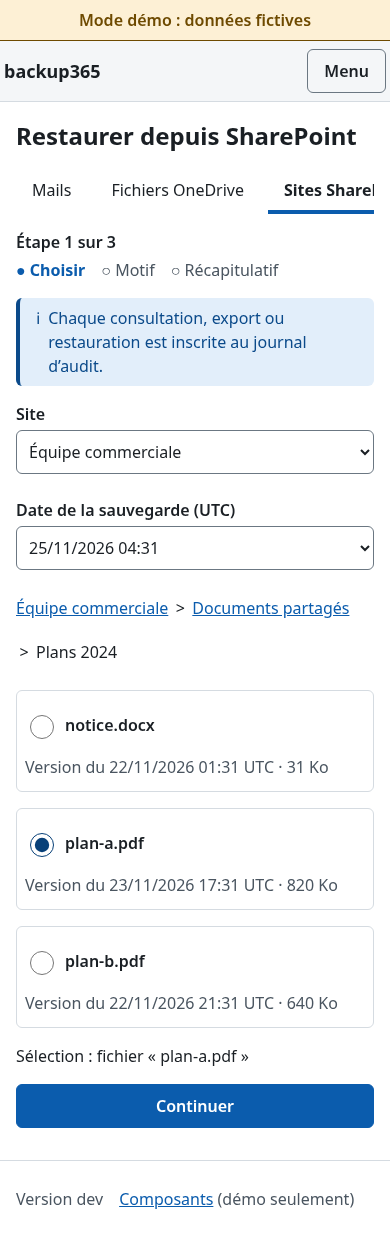 Mode démo : données fictives
backup365
Menu
Restaurer depuis SharePoint
Mails Fichiers OneDrive Sites Share
Étape 1 sur 3
● Choisir ○ Motif ○ Récapitulatif
i Chaque consultation, export ou
restauration est inscrite au journal
d’audit.
Site
Équipe commerciale
Date de la sauvegarde (UTC)
25/11/2026 04:31
Équipe commerciale > Documents partagés
> Plans 2024
notice.docx
Version du 22/11/2026 01:31 UTC · 31 Ko
plan-a.pdf
Version du 23/11/2026 17:31 UTC · 820 Ko
plan-b.pdf
Version du 22/11/2026 21:31 UTC · 640 Ko
Sélection : fichier « plan-a.pdf »
Continuer
Version dev Composants (démo seulement)